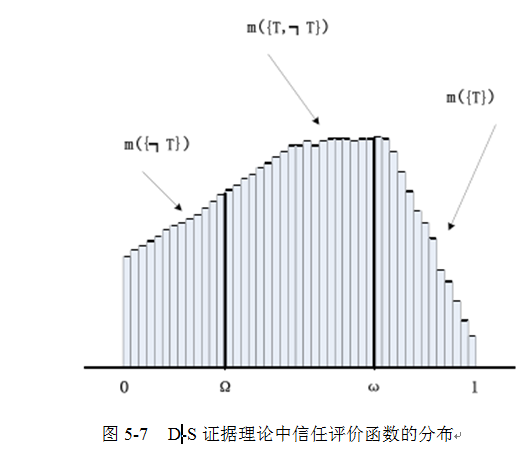 m({T,¬T})
m({T})
m({¬T})
0 Ω ω 1
图 5-7 D-S 证据理论中信任评价函数的分布